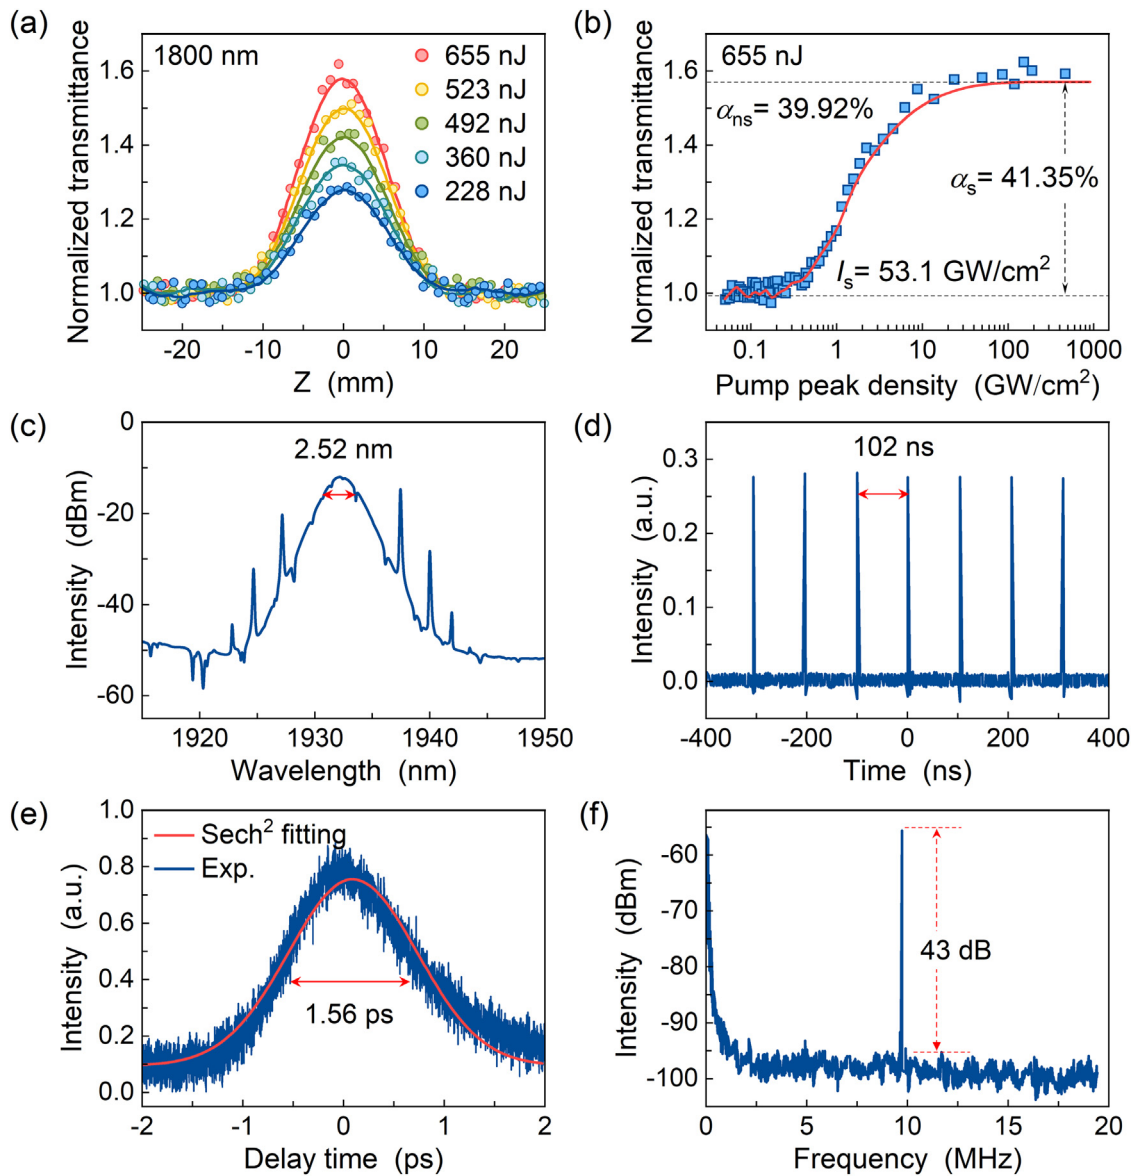 (a)
Normalized transmittance
1.6
1.4
1.2
1.0
1800 nm
655 nJ
523 nJ
492 nJ
360 nJ
228 nJ
-20
-10
0
10
20
Z (mm)
(b)
Normalized transmittance
1.6
1.4
1.2
1.0
655 nJ
αns= 39.92%
αs= 41.35%
Is= 53.1 GW/cm²
0.1
1
10
100
1000
Pump peak density (GW/cm²)
(c)
Intensity (dBm)
0
-20
-40
-60
2.52 nm
1920
1930
1940
1950
Wavelength (nm)
(d)
Intensity (a.u.)
0.3
0.2
0.1
0.0
102 ns
-400
-200
0
200
400
Time (ns)
(e)
Intensity (a.u.)
1.0
0.8
0.6
0.4
0.2
0.0
Sech² fitting
Exp.
1.56 ps
-2
-1
0
1
2
Delay time (ps)
(f)
Intensity (dBm)
-60
-70
-80
-90
-100
43 dB
0
5
10
15
20
Frequency (MHz)